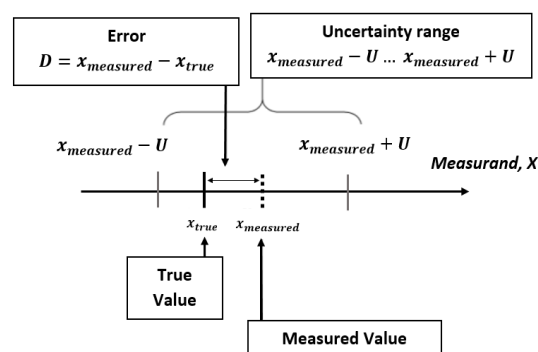 Error
D = x_measured − x_true
Uncertainty range
x_measured − U … x_measured + U
x_measured − U
x_measured + U
Measurand, X
x_true
x_measured
True
Value
Measured Value